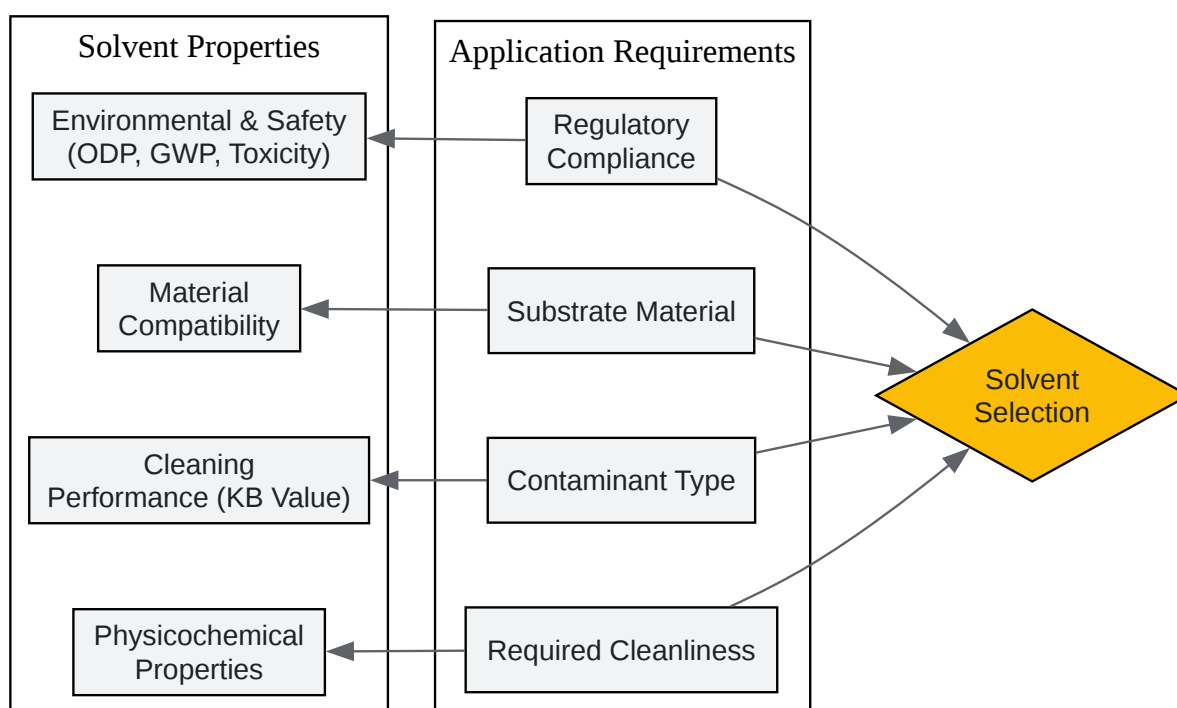 Solvent Properties
Environmental & Safety
(ODP, GWP, Toxicity)
Material
Compatibility
Cleaning
Performance (KB Value)
Physicochemical
Properties
Application Requirements
Regulatory
Compliance
Substrate Material
Contaminant Type
Required Cleanliness
Solvent
Selection